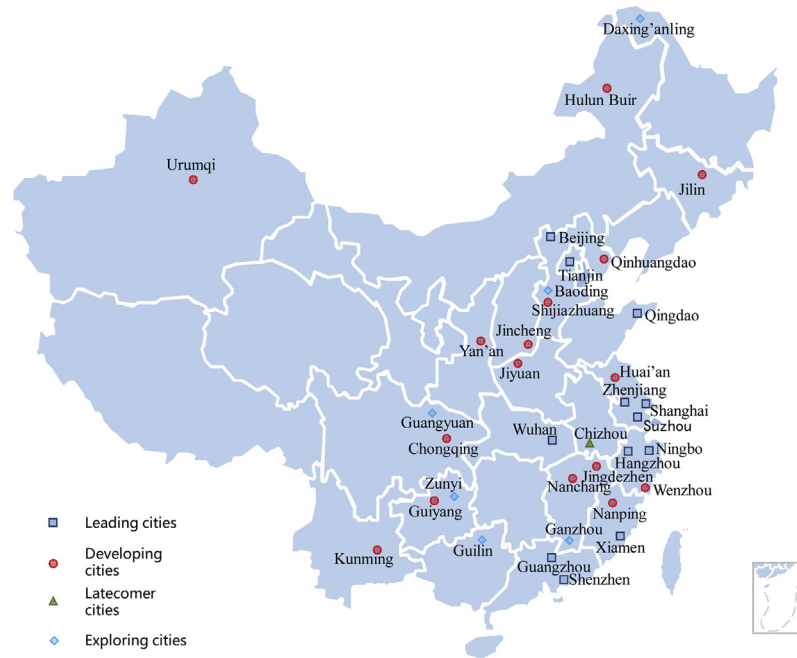 Daxing’anling
Hulun Buir
Urumqi
Jilin
Beijing
Qinhuangdao
Tianjin
Baoding
Shijiazhuang
Qingdao
Jincheng
Yan’an
Jiyuan
Huai’an
Zhenjiang
Shanghai
Suzhou
Guangyuan
Chongqing
Wuhan
Chizhou
Ningbo
Hangzhou
Jingdezhen
Nanchang
Wenzhou
Zunyi
Guiyang
Nanping
Kunming
Guilin
Ganzhou
Xiamen
Guangzhou
Shenzhen
Leading cities
Developing
cities
Latecomer
cities
Exploring cities